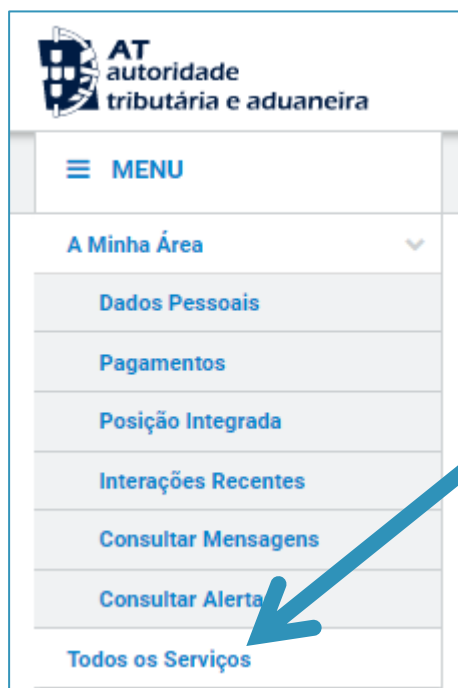 AT
autoridade
tributária e aduaneira
MENU
A Minha Área
Dados Pessoais
Pagamentos
Posição Integrada
Interações Recentes
Consultar Mensagens
Consultar Alerta
Todos os Serviços